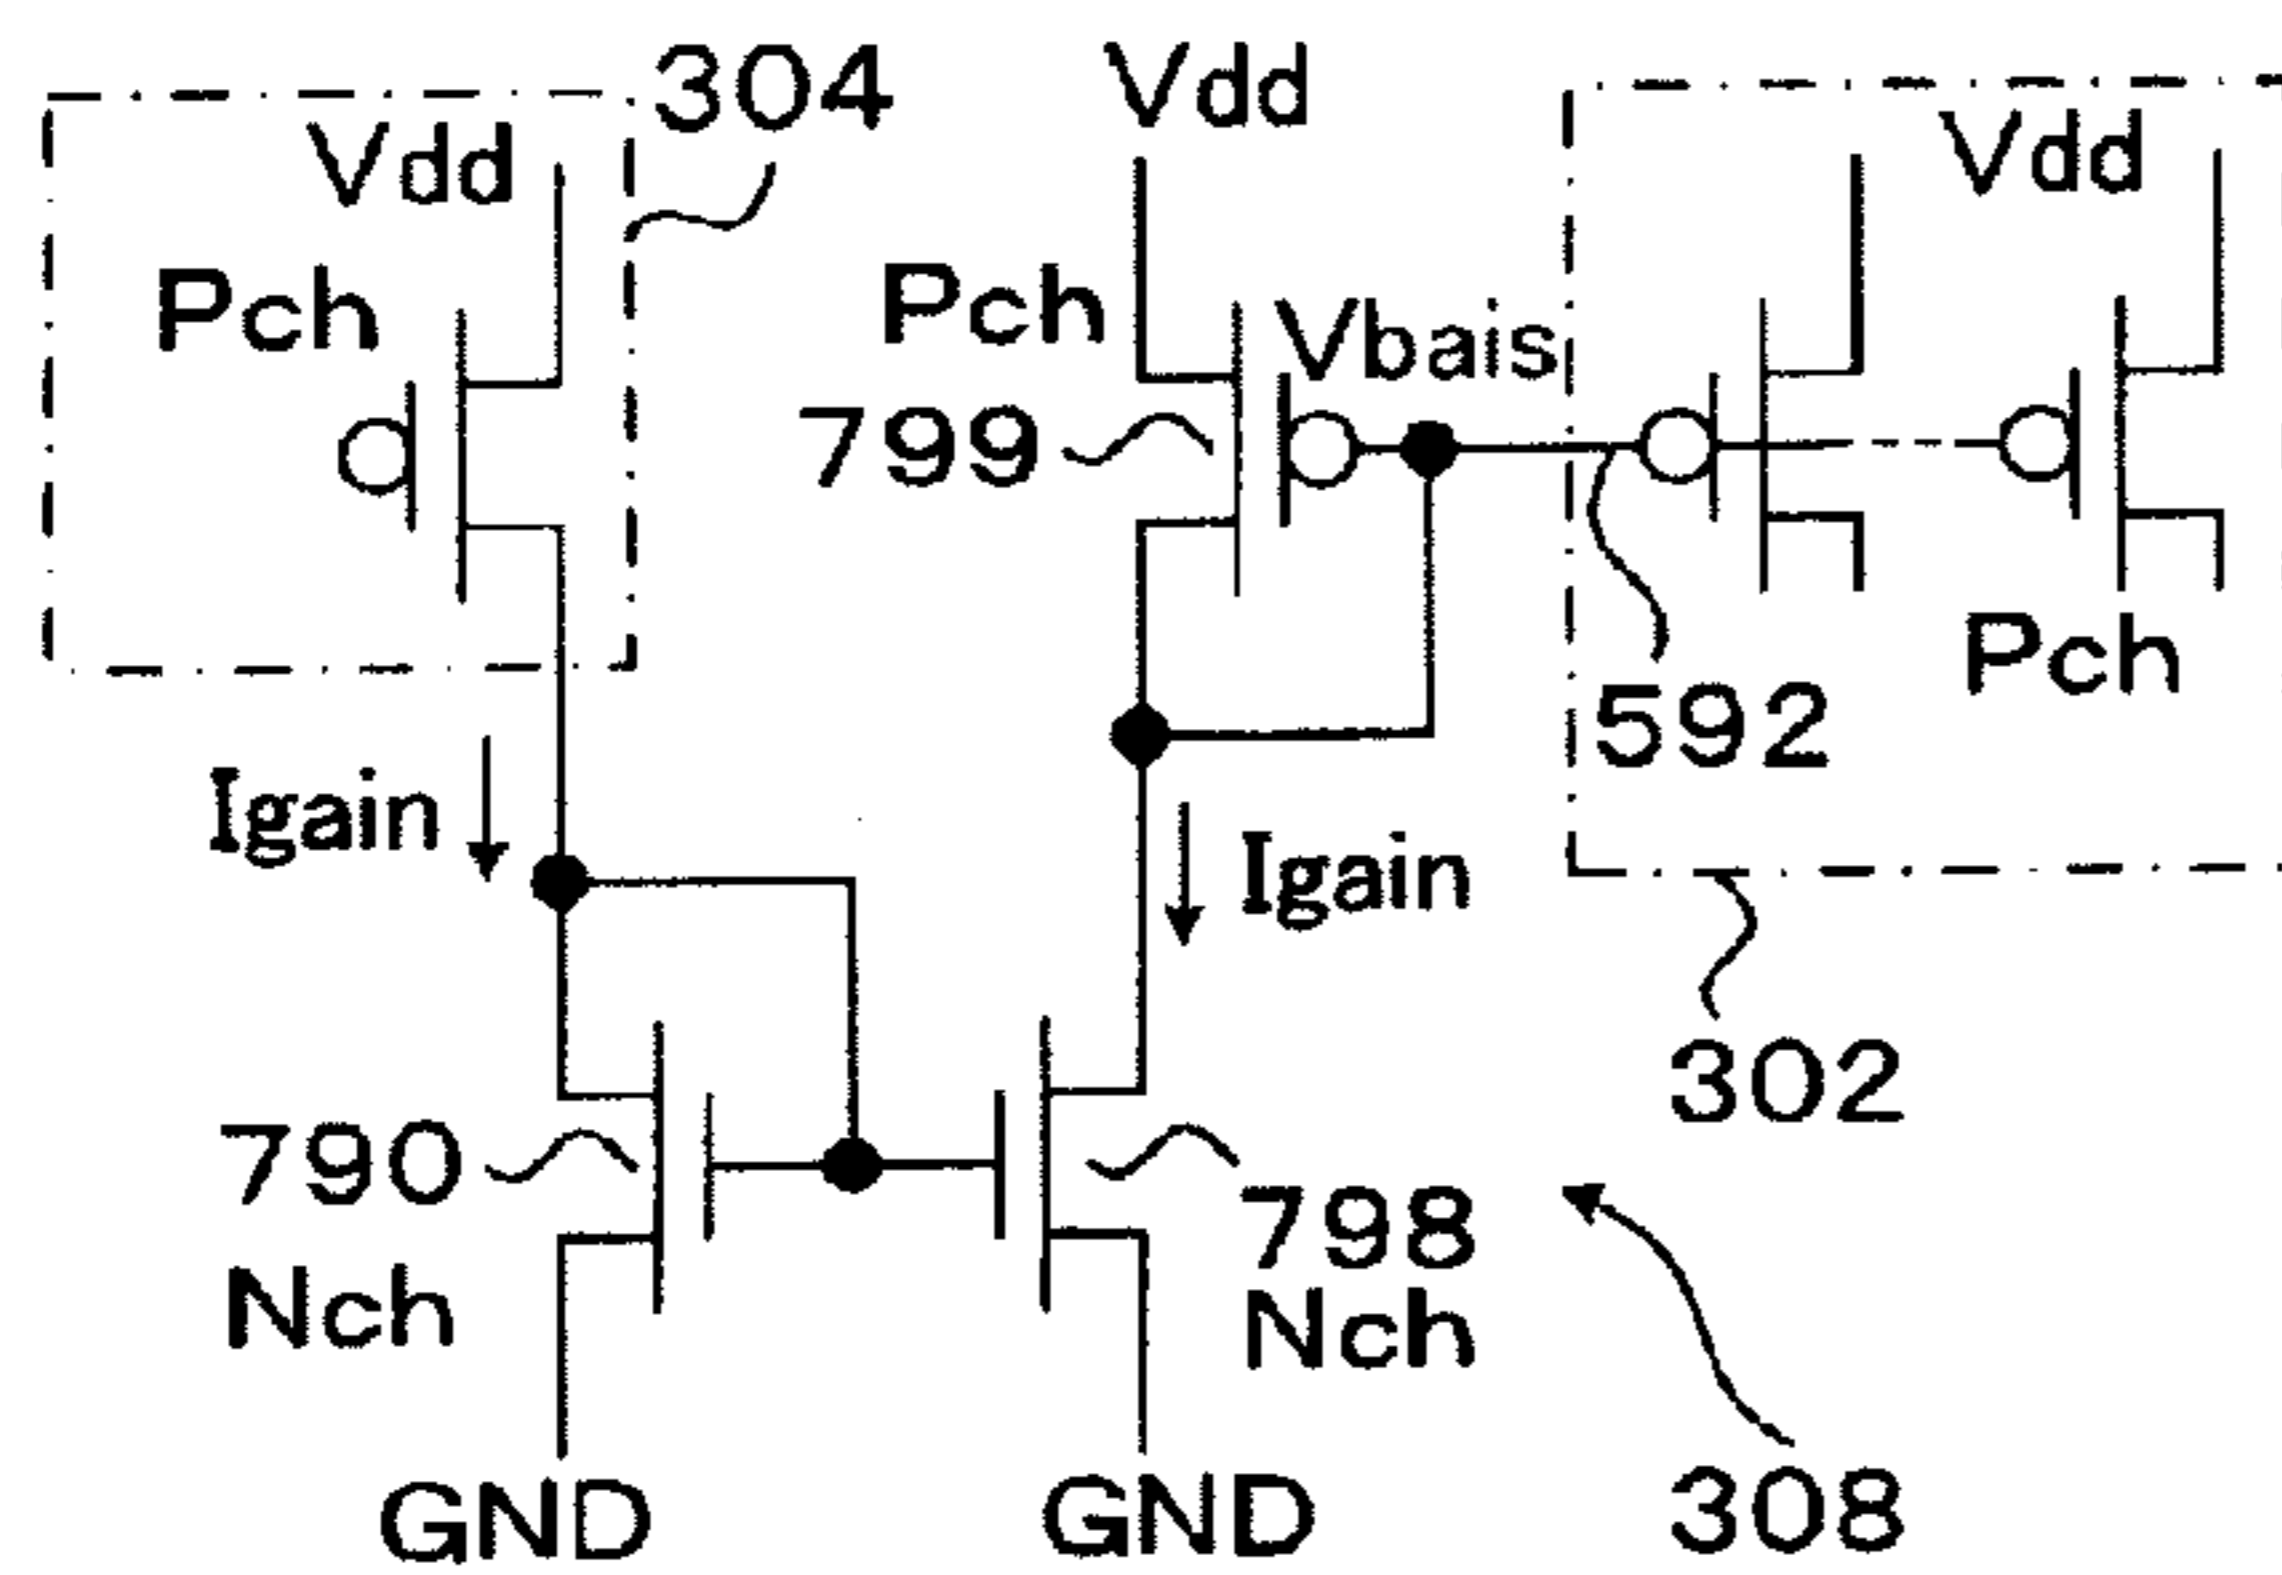 304
Vdd
Vdd
Vdd
Pch
Pch
Vbais
799
592
Pch
Igain
Igain
302
790
Nch
798
Nch
GND
GND
308